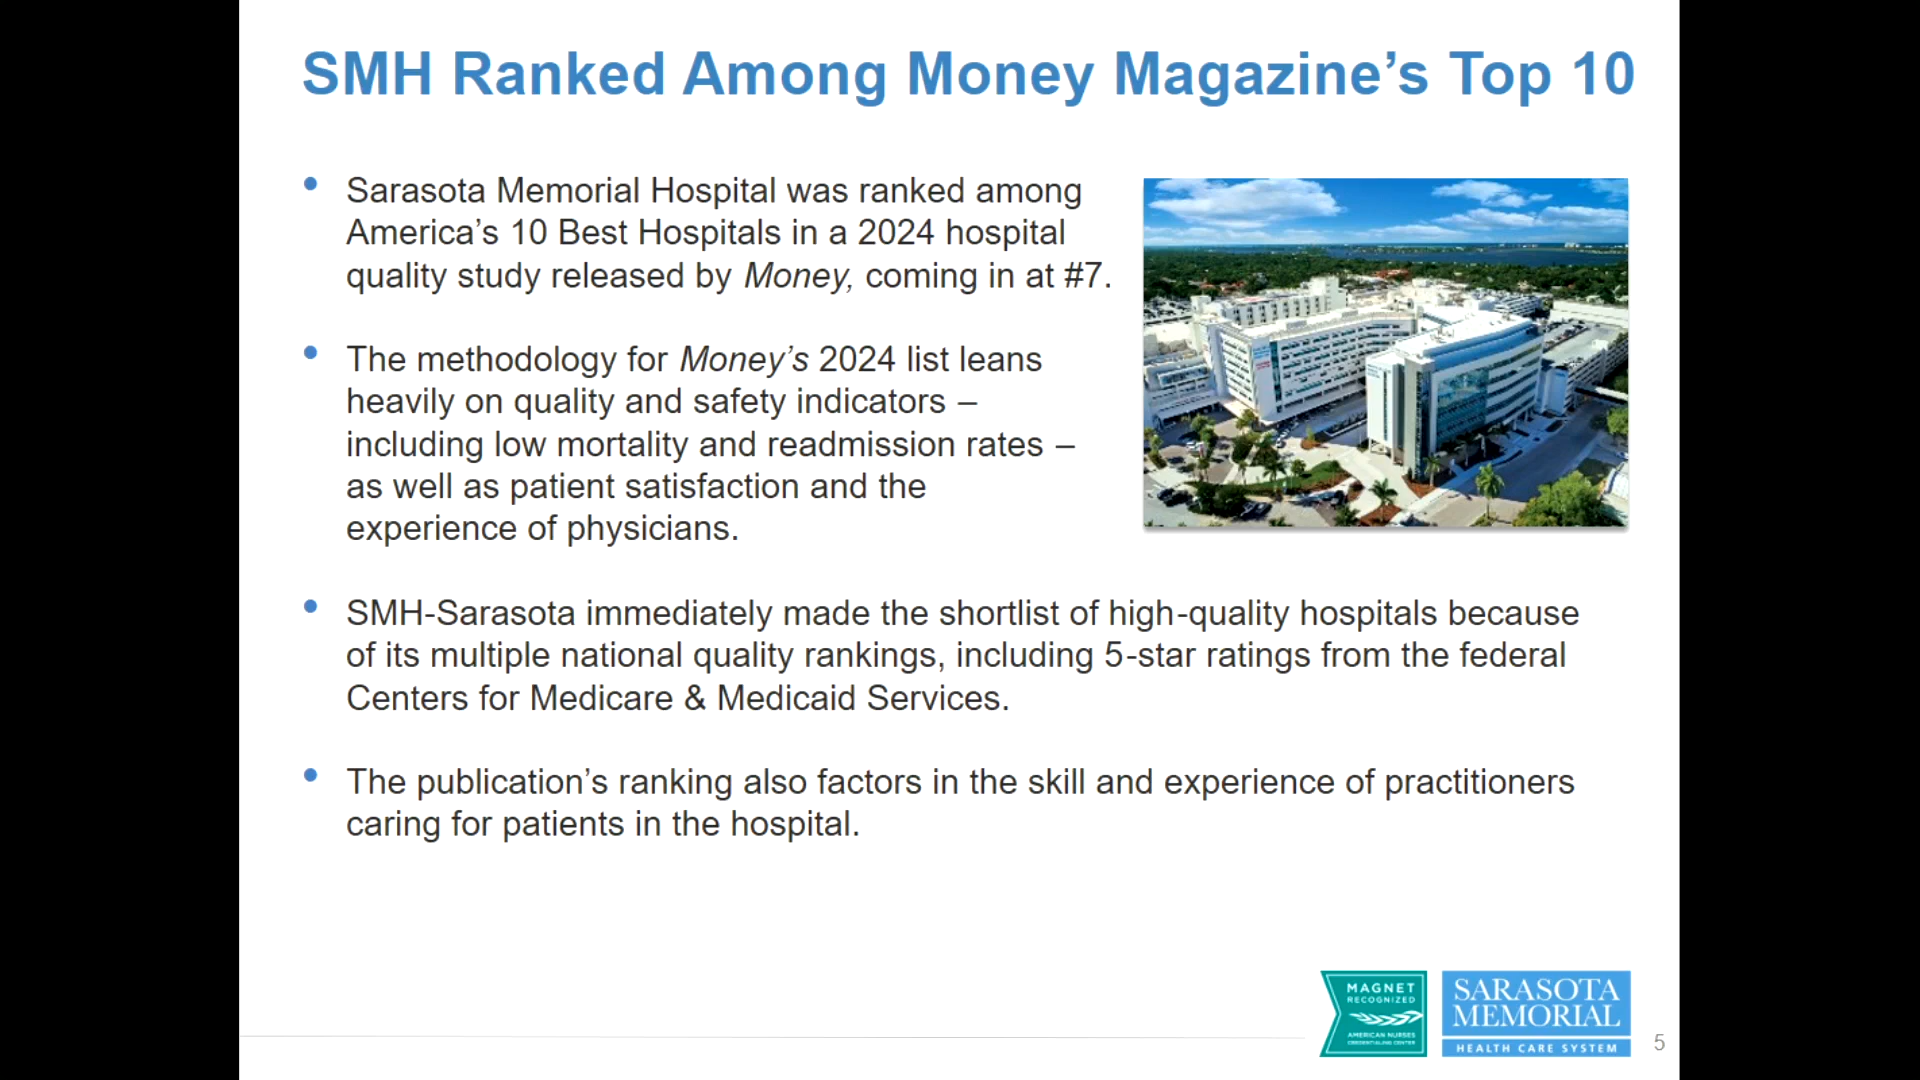 SMH Ranked Among Money Magazine’s Top 10
• Sarasota Memorial Hospital was ranked among
America’s 10 Best Hospitals in a 2024 hospital
quality study released by Money, coming in at #7.
• The methodology for Money’s 2024 list leans
heavily on quality and safety indicators –
including low mortality and readmission rates –
as well as patient satisfaction and the
experience of physicians.
• SMH-Sarasota immediately made the shortlist of high-quality hospitals because
of its multiple national quality rankings, including 5-star ratings from the federal
Centers for Medicare & Medicaid Services.
• The publication’s ranking also factors in the skill and experience of practitioners
caring for patients in the hospital.
MAGNET
RECOGNIZED
AMERICAN NURSES
CREDENTIALING CENTER
SARASOTA
MEMORIAL
HEALTH CARE SYSTEM
5